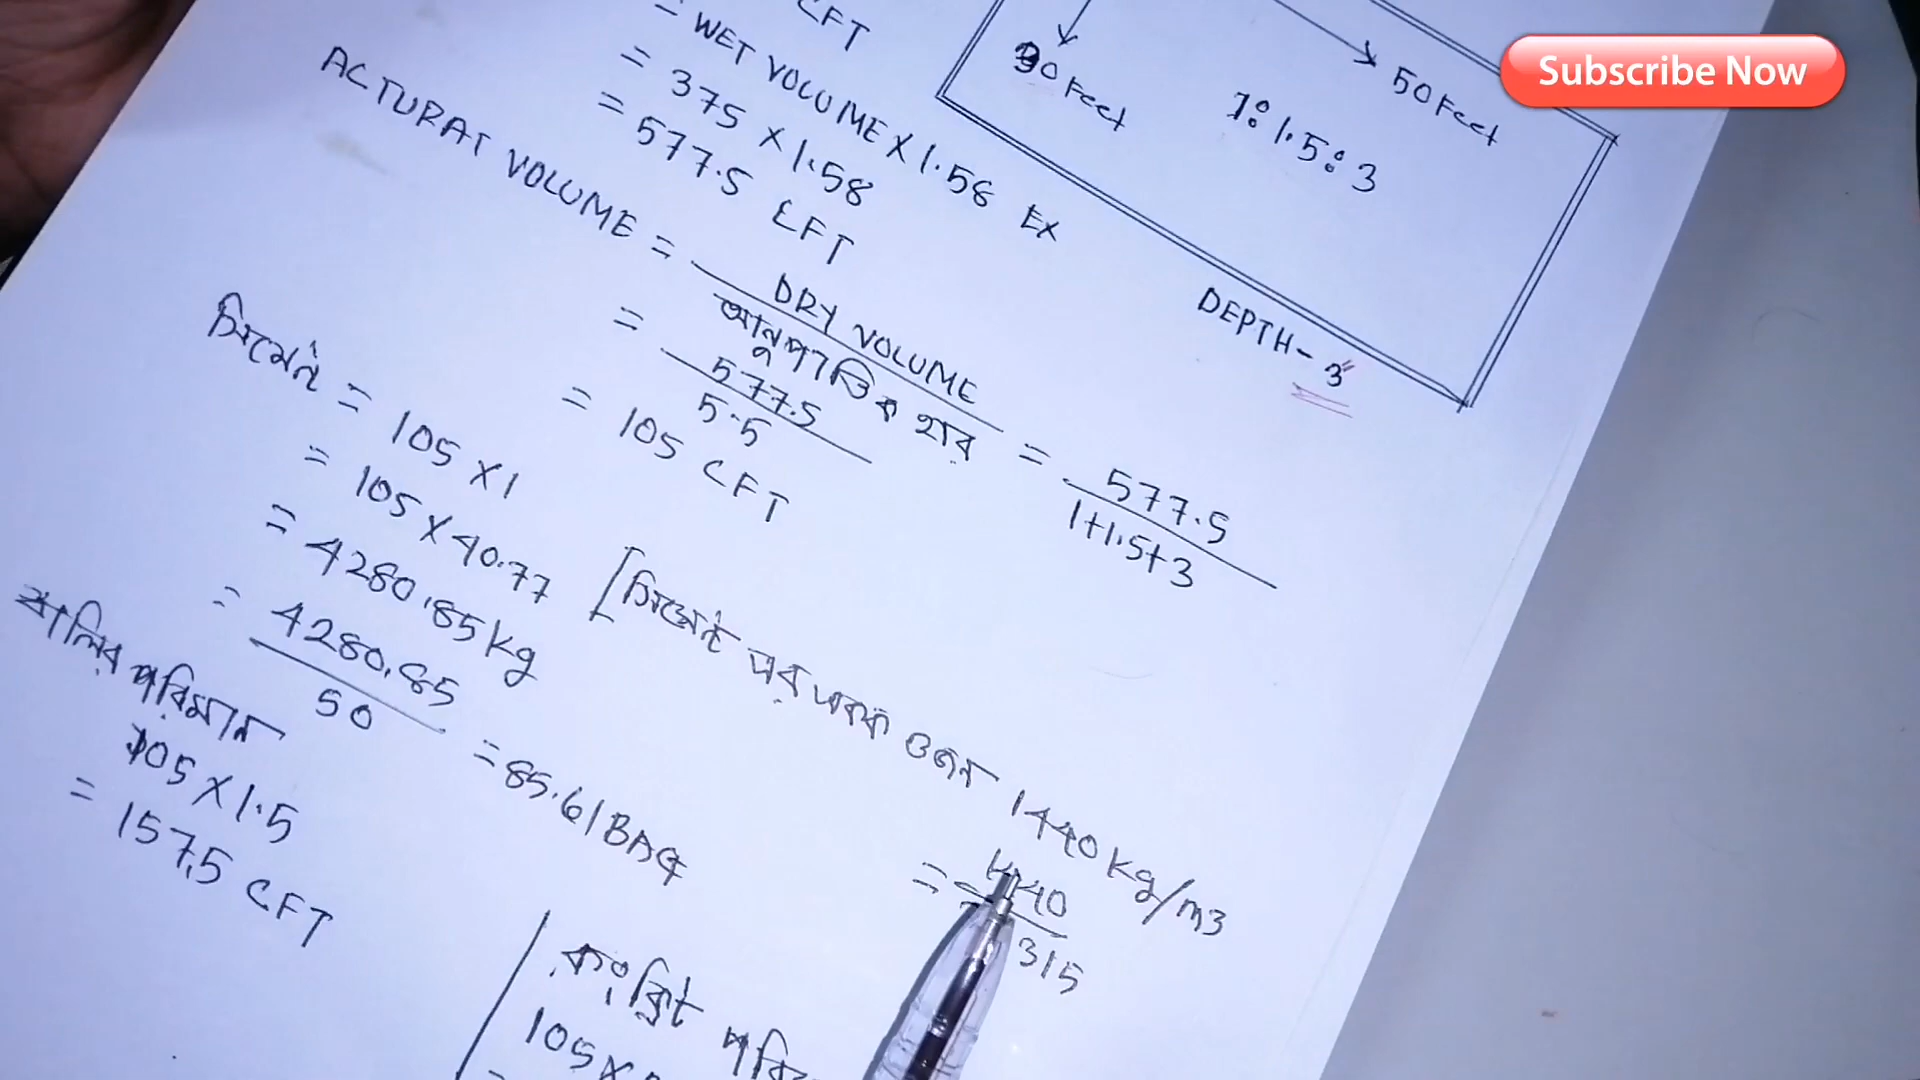 CFT
= WET VOLUME X 1.58 EX
= 375 X 1.58
= 577.5 CFT
ACTURAT VOLUME = DRY VOLUME
আনুপাতিক হার
= 577.5
1+1.5+3
= 577.5
5.5
= 105 CFT
সিমেন্ট = 105 X 1
= 105 X 40.77
[সিমেন্ট এর একক ওজন 1440 kg/m3
= 4280.85 kg
= 4280.85
50
= 85.61 BAG
= 1440
315
বালির পরিমান
105 X 1.5
= 157.5 CFT
105 X
30 Feet
50 Feet
1:1.5:3
DEPTH - 3"
Subscribe Now